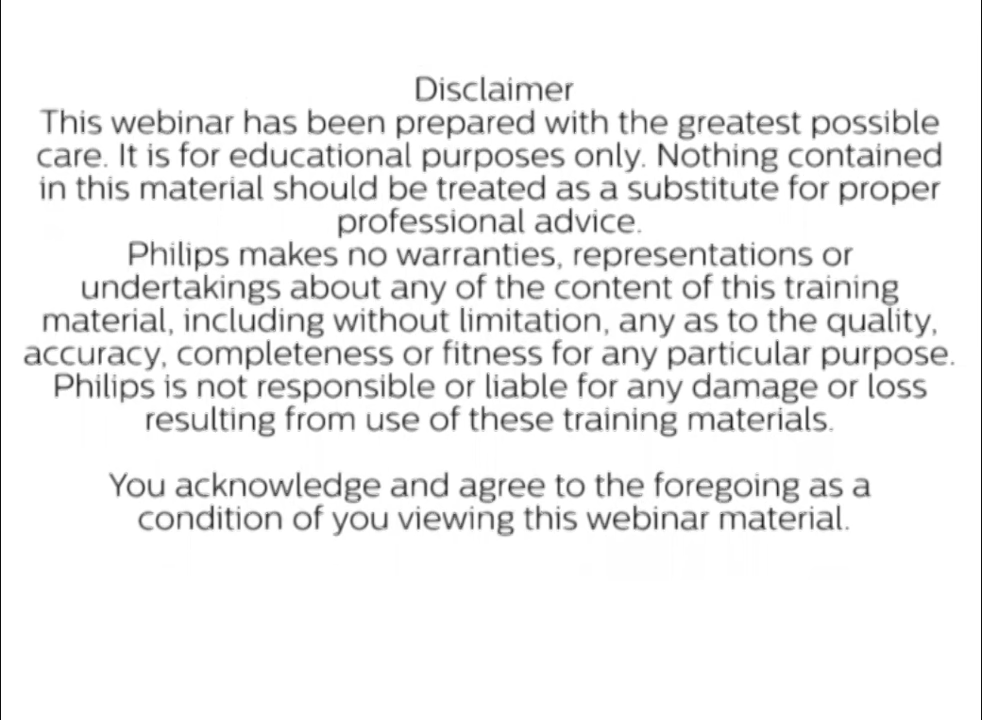 Disclaimer
This webinar has been prepared with the greatest possible
care. It is for educational purposes only. Nothing contained
in this material should be treated as a substitute for proper
professional advice.
Philips makes no warranties, representations or
undertakings about any of the content of this training
material, including without limitation, any as to the quality,
accuracy, completeness or fitness for any particular purpose.
Philips is not responsible or liable for any damage or loss
resulting from use of these training materials.
You acknowledge and agree to the foregoing as a
condition of you viewing this webinar material.